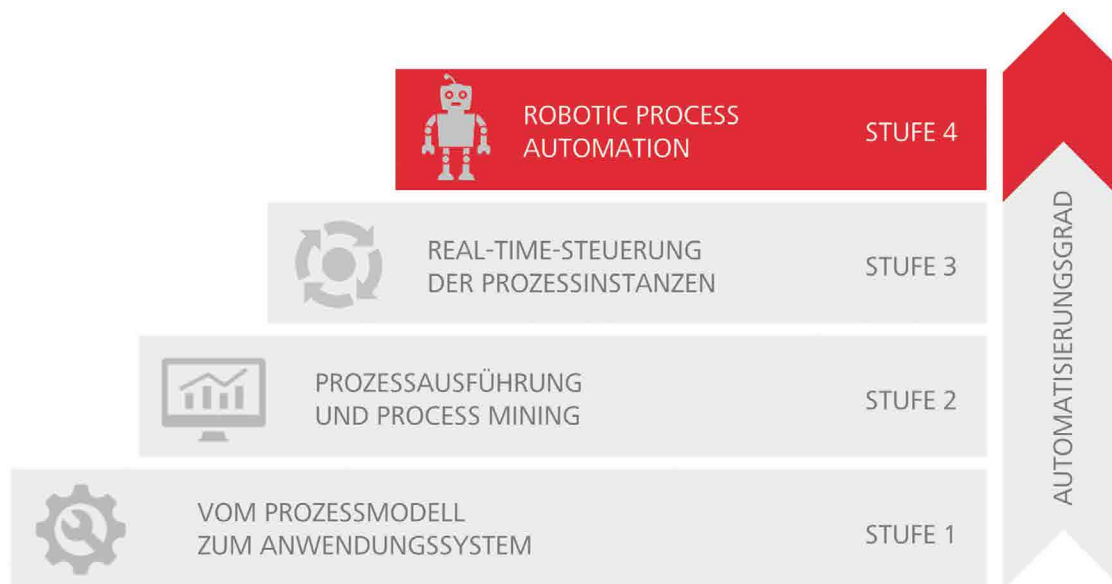 ROBOTIC PROCESS
AUTOMATION
STUFE 4
REAL-TIME-STEUERUNG
DER PROZESSINSTANZEN
STUFE 3
PROZESSAUSFÜHRUNG
UND PROCESS MINING
STUFE 2
VOM PROZESSMODELL
ZUM ANWENDUNGSSYSTEM
STUFE 1
AUTOMATISIERUNGSGRAD